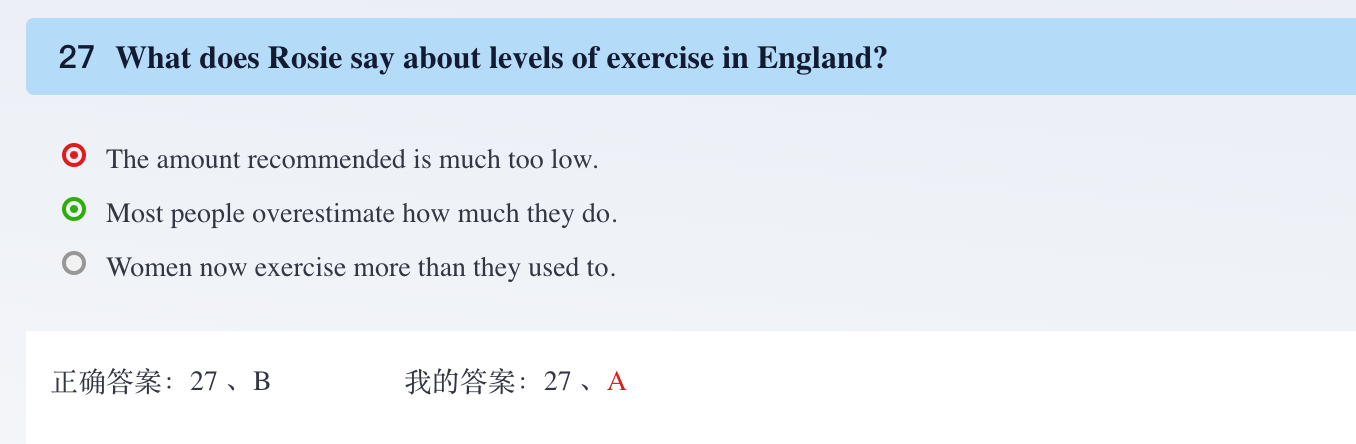 27 What does Rosie say about levels of exercise in England?
The amount recommended is much too low.
Most people overestimate how much they do.
Women now exercise more than they used to.
正确答案：27 、B 我的答案：27 、A